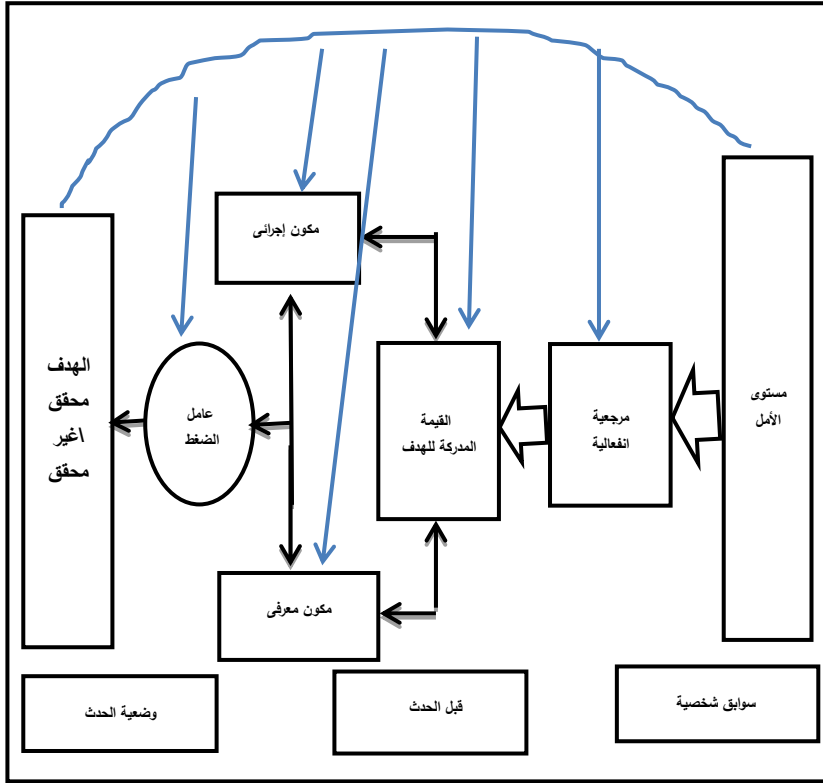 مستوى
الأمل
مرجعية
انفعالية
القيمة
المدركة للهدف
مكون إجرائى
مكون معرفى
عامل
الضغط
الهدف
محقق
\غير
محقق
سوابق شخصية
قبل الحدث
وضعية الحدث